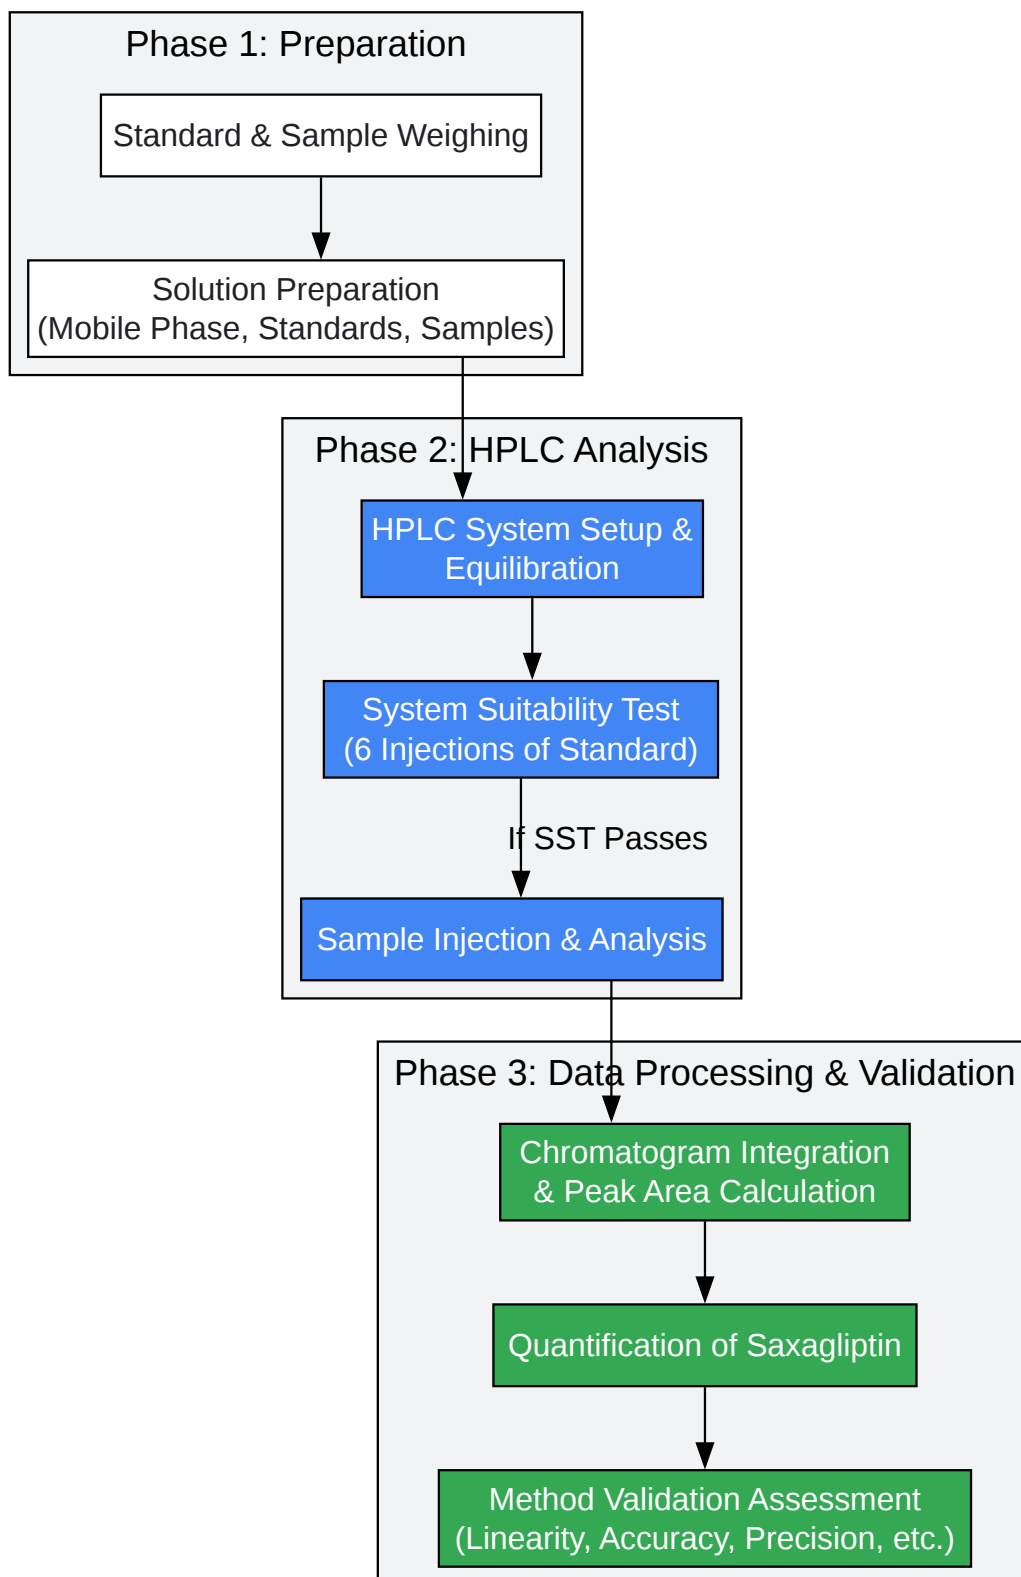 Phase 1: Preparation
Standard & Sample Weighing
Solution Preparation
(Mobile Phase, Standards, Samples)
Phase 2: HPLC Analysis
HPLC System Setup &
Equilibration
System Suitability Test
(6 Injections of Standard)
If SST Passes
Sample Injection & Analysis
Phase 3: Data Processing & Validation
Chromatogram Integration
& Peak Area Calculation
Quantification of Saxagliptin
Method Validation Assessment
(Linearity, Accuracy, Precision, etc.)